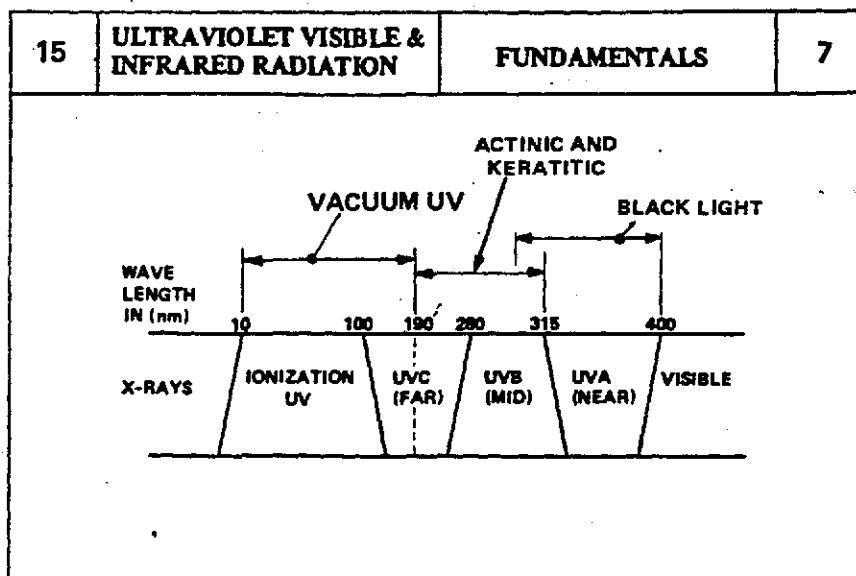 15
ULTRAVIOLET VISIBLE &
INFRARED RADIATION
FUNDAMENTALS
7
ACTINIC AND
KERATITIC
VACUUM UV
BLACK LIGHT
WAVE
LENGTH
IN (nm)
10 100 190 280 315 400
X-RAYS
IONIZATION
UV
UVC
(FAR)
UVB
(MID)
UVA
(NEAR)
VISIBLE